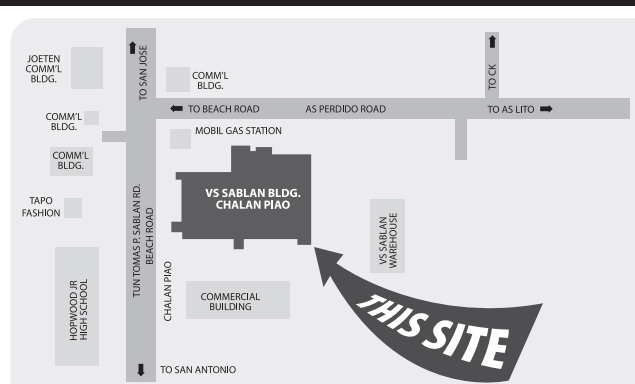 JOETEN
COMM'L
BLDG.
TO SAN JOSE
COMM'L
BLDG.
TO CK
TO BEACH ROAD
AS PERDIDO ROAD
TO AS LITO
COMM'L
BLDG.
MOBIL GAS STATION
COMM'L
BLDG.
VS SABLAN BLDG.
CHALAN PIAO
TAPO
FASHION
TUN TOMAS P. SABLAN RD.
BEACH ROAD
VS SABLAN
WAREHOUSE
HOPWOOD JR
HIGH SCHOOL
CHALAN PIAO
COMMERCIAL
BUILDING
THIS SITE
TO SAN ANTONIO